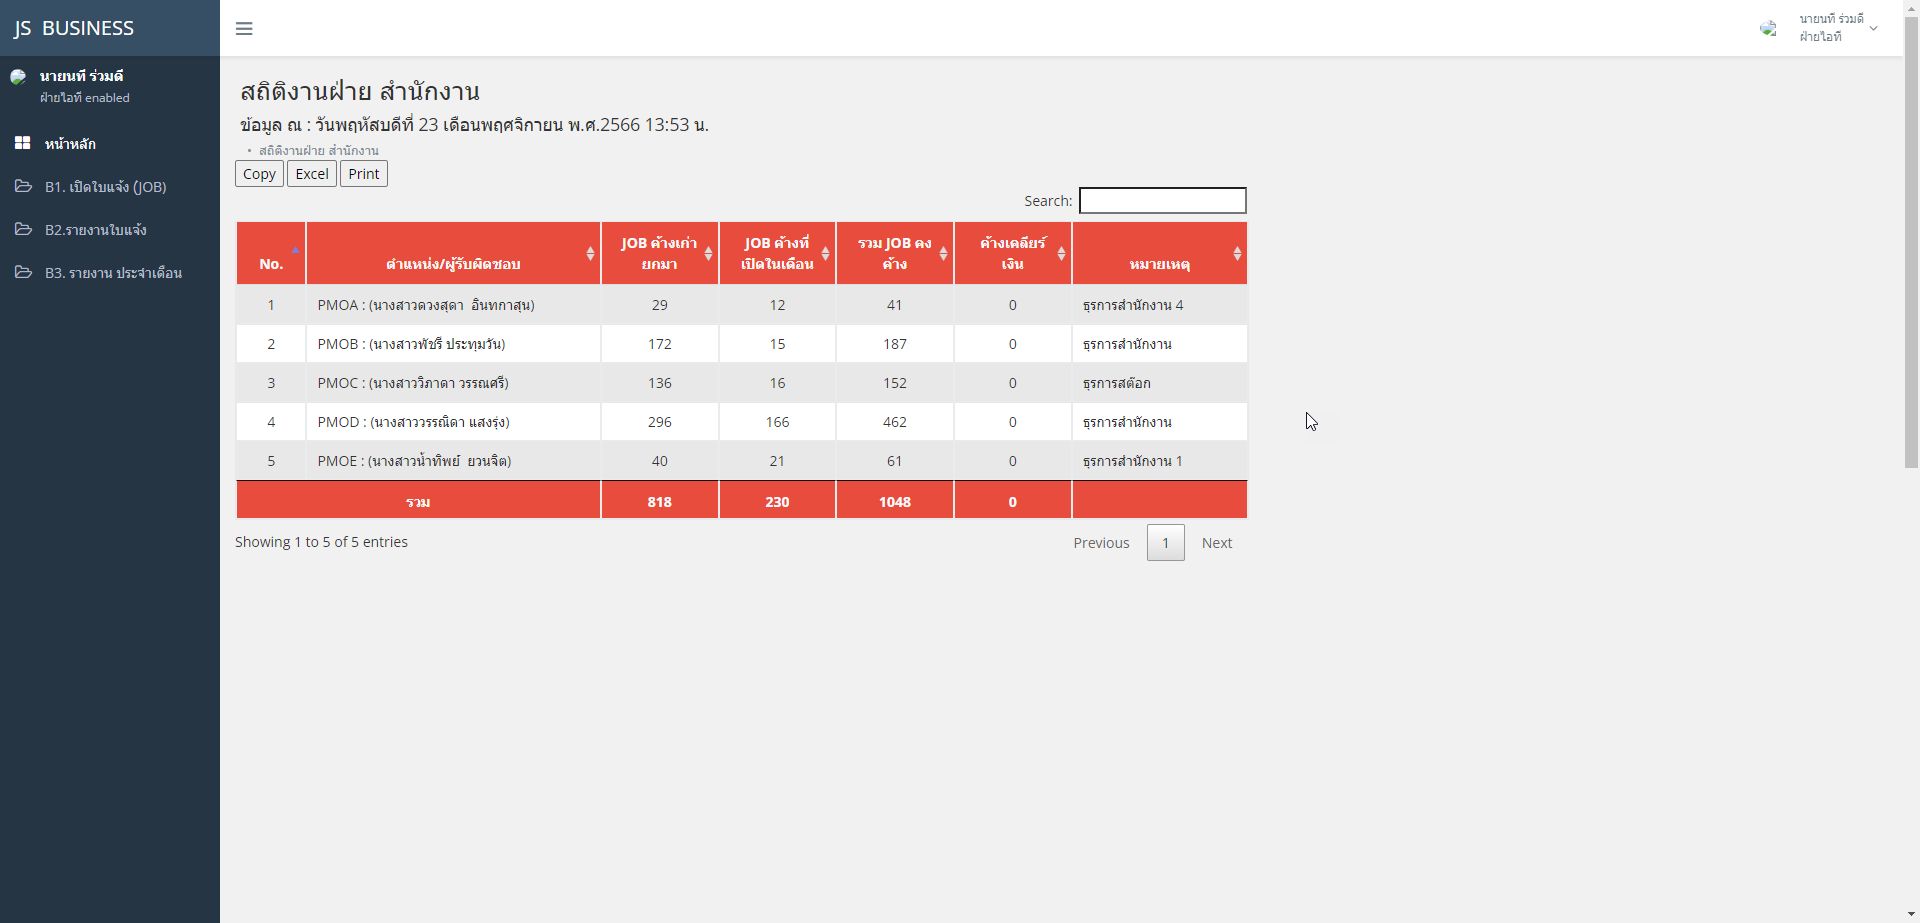 JS BUSINESS
นายนที ร่วมดี
ฝ่ายไอที
นายนที ร่วมดี
ฝ่ายไอที enabled
หน้าหลัก
B1. เปิดใบแจ้ง (JOB)
B2.รายงานใบแจ้ง
B3. รายงาน ประจำเดือน
สถิติงานฝ่าย สำนักงาน
ข้อมูล ณ : วันพฤหัสบดีที่ 23 เดือนพฤศจิกายน พ.ศ.2566 13:53 น.
• สถิติงานฝ่าย สำนักงาน
Copy Excel Print
Search:
No. ตำแหน่ง/ผู้รับผิดชอบ JOB ค้างเก่ายกมา JOB ค้างที่เปิดในเดือน รวม JOB คงค้าง ค้างเคลียร์เงิน หมายเหตุ
1 PMOA : (นางสาวดวงสุดา อินทกาสุน) 29 12 41 0 ธุรการสำนักงาน 4
2 PMOB : (นางสาวพัชรี ประทุมวัน) 172 15 187 0 ธุรการสำนักงาน
3 PMOC : (นางสาววิภาดา วรรณศรี) 136 16 152 0 ธุรการสต๊อก
4 PMOD : (นางสาววรรณิดา แสงรุ่ง) 296 166 462 0 ธุรการสำนักงาน
5 PMOE : (นางสาวน้ำทิพย์ ยวนจิต) 40 21 61 0 ธุรการสำนักงาน 1
รวม 818 230 1048 0
Showing 1 to 5 of 5 entries
Previous 1 Next